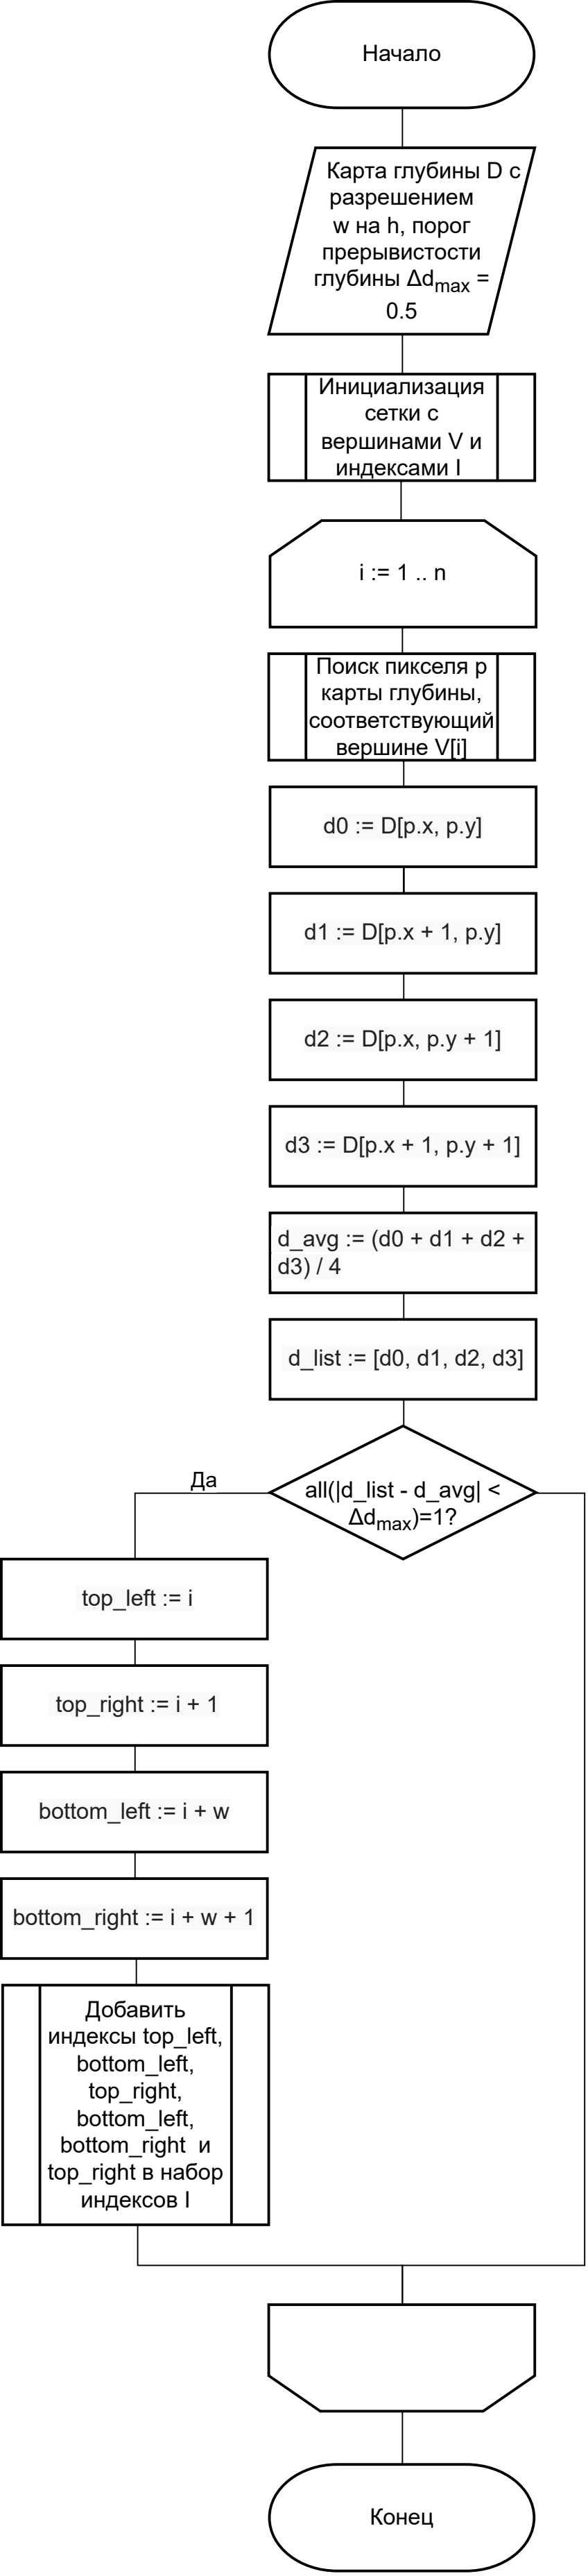 Начало
Карта глубины D с
разрешением
w на h, порог
прерывистости
глубины Δd_max =
0.5
Инициализация
сетки с
вершинами V и
индексами I
i := 1 .. n
Поиск пикселя p
карты глубины,
соответствующий
вершине V[i]
d0 := D[p.x, p.y]
d1 := D[p.x + 1, p.y]
d2 := D[p.x, p.y + 1]
d3 := D[p.x + 1, p.y + 1]
d_avg := (d0 + d1 + d2 +
d3) / 4
d_list := [d0, d1, d2, d3]
Да
all(|d_list - d_avg| <
Δd_max)=1?
top_left := i
top_right := i + 1
bottom_left := i + w
bottom_right := i + w + 1
Добавить
индексы top_left,
bottom_left,
top_right,
bottom_left,
bottom_right и
top_right в набор
индексов I
Конец